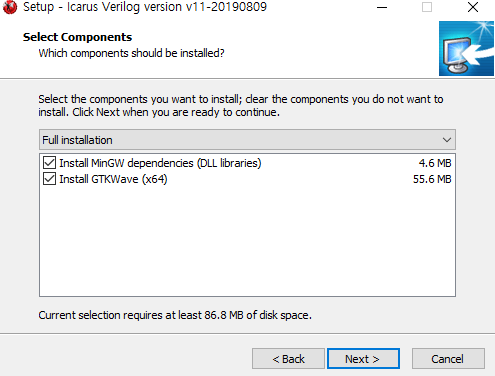 Setup - Icarus Verilog version v11-20190809
Select Components
Which components should be installed?
Select the components you want to install; clear the components you do not want to
install. Click Next when you are ready to continue.
Full installation
Install MinGW dependencies (DLL libraries) 4.6 MB
Install GTKWave (x64) 55.6 MB
Current selection requires at least 86.8 MB of disk space.
< Back Next > Cancel